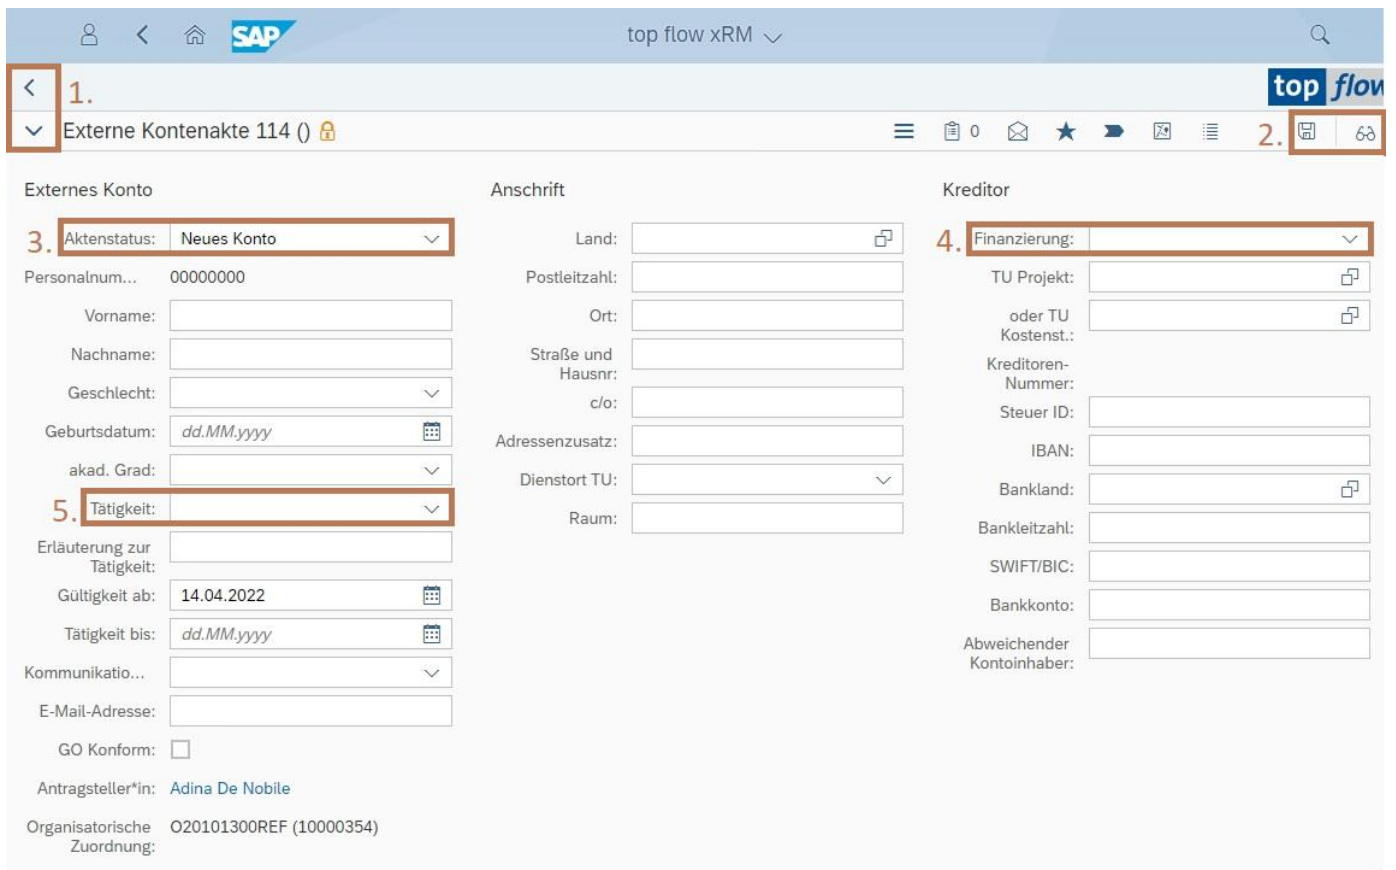 SAP
top flow xRM
top flow
1.
Externe Kontenakte 114 ()
0
2.
Externes Konto
3. Aktenstatus: Neues Konto
Personalnum... 00000000
Vorname:
Nachname:
Geschlecht:
Geburtsdatum: dd.MM.yyyy
akad. Grad:
5. Tätigkeit:
Erläuterung zur
Tätigkeit:
Gültigkeit ab: 14.04.2022
Tätigkeit bis: dd.MM.yyyy
Kommunikatio...
E-Mail-Adresse:
GO Konform:
Antragsteller*in: Adina De Nobile
Organisatorische O20101300REF (10000354)
Zuordnung:
Anschrift
Land:
Postleitzahl:
Ort:
Straße und
Hausnr:
c/o:
Adressenzusatz:
Dienstort TU:
Raum:
Kreditor
4. Finanzierung:
TU Projekt:
oder TU
Kostenst.:
Kreditoren-
Nummer:
Steuer ID:
IBAN:
Bankland:
Bankleitzahl:
SWIFT/BIC:
Bankkonto:
Abweichender
Kontoinhaber: